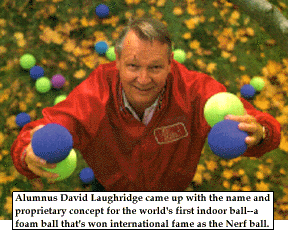 Alumnus David Laughridge came up with the name and
proprietary concept for the world's first indoor ball--a
foam ball that's won international fame as the Nerf ball.